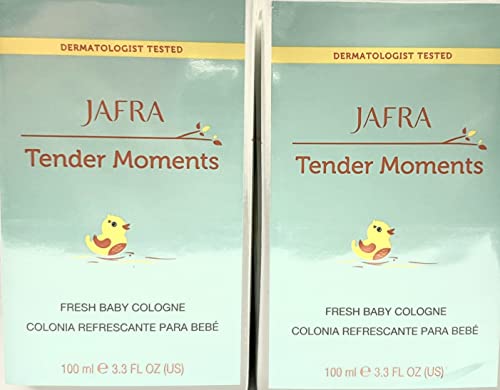 DERMATOLOGIST TESTED
JAFRA
Tender Moments
FRESH BABY COLOGNE
COLONIA REFRESCANTE PARA BEBÉ
100 ml ℮ 3.3 FL OZ (US)
DERMATOLOGIST TESTED
JAFRA
Tender Moments
FRESH BABY COLOGNE
COLONIA REFRESCANTE PARA BEBÉ
100 ml ℮ 3.3 FL OZ (US)